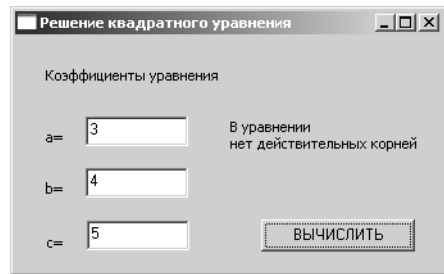 Решение квадратного уравнения
Коэффициенты уравнения
a=
3
В уравнении
нет действительных корней
b=
4
c=
5
ВЫЧИСЛИТЬ